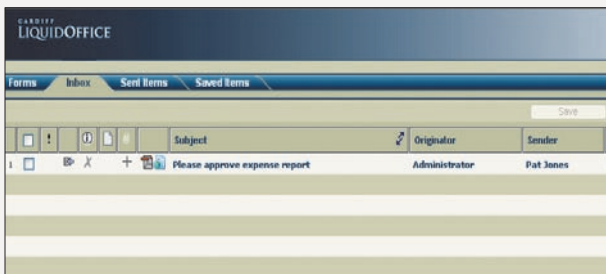 CARDIFF
LIQUIDOFFICE
Forms Inbox Sent Items Saved Items
Save
! Subject Originator Sender
1 Please approve expense report Administrator Pat Jones